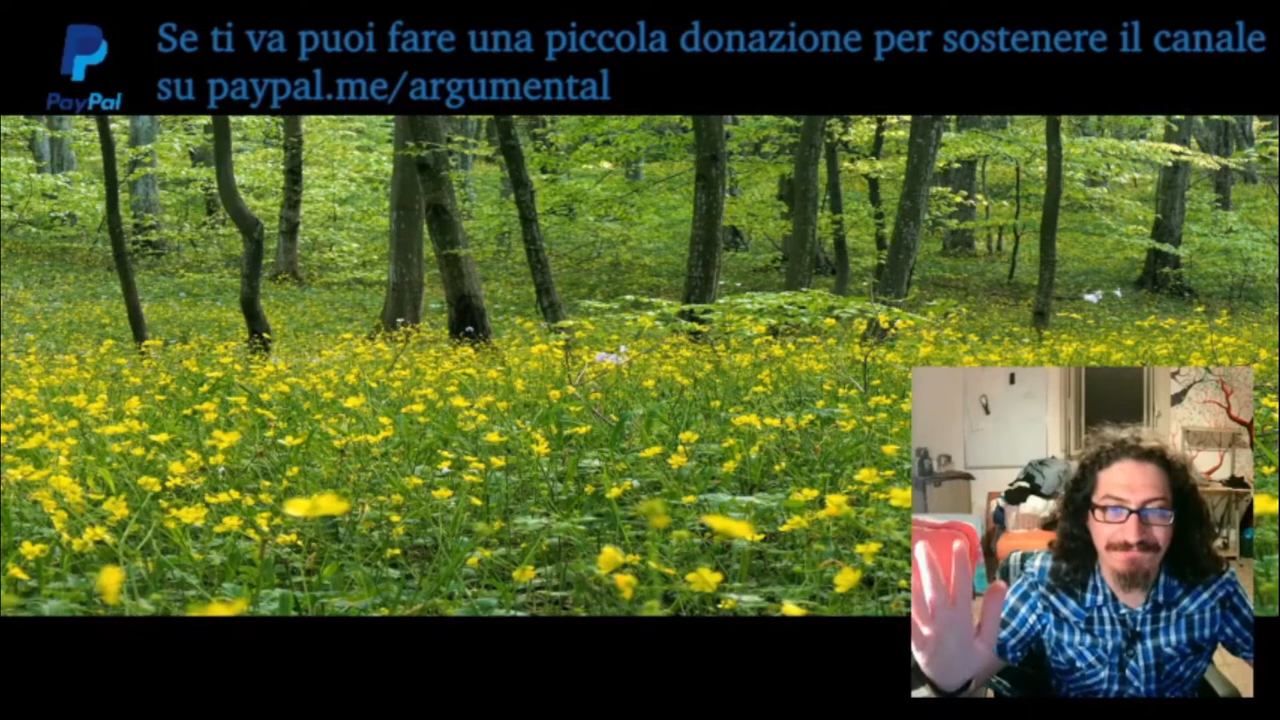 Se ti va puoi fare una piccola donazione per sostenere il canale
su paypal.me/argumental
PayPal